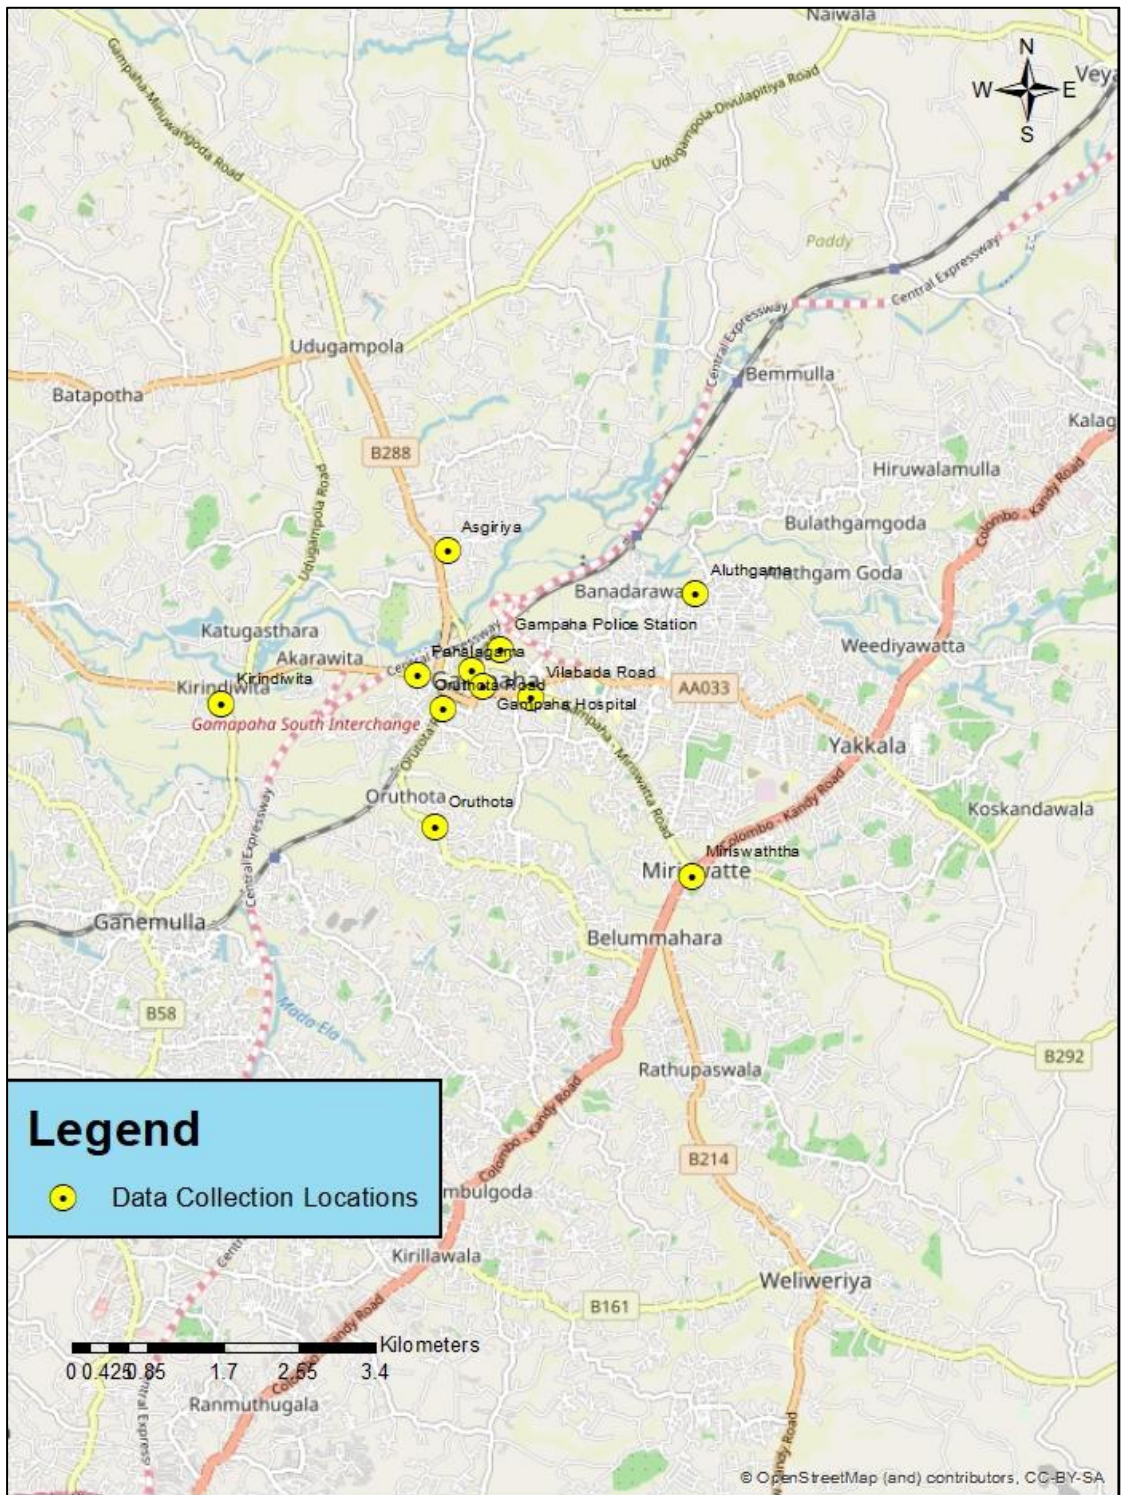 Naiwala
N
W E
S
Veya
Gampaha-Minuwangoda Road
Udugampola-Divulapitiya Road
Paddy
Central Expressway
Central Expressway
Central Expressway
Udugampola
Batapotha
Bemmulla
Kalag
B288
Hiruwalamulla
Udugampola Road
Colombo - Kandy Road
Bulathgamgoda
Asgiriya
Aluthgama
Banadarawa
Goda
Katugasthara
Gampaha Police Station
Central Expressway
Weediyawatta
Akarawita
Pahalagama
Vilabada Road
Kirindiwita
Kirindiwita
Oruthota Road
AA033
Gampaha Hospital
Gamapaha South Interchange
Gampaha - Miriswatta Road
Yakkala
Oruthota
Oruthota
Koskandawala
Central Expressway
Colombo - Kandy Road
Miriswaththa
Ganemulla
Belummahara
B58
Mada Ela
B292
Rathupaswala
Legend
Colombo - Kandy Road
B214
Data Collection Locations
mbulgoda
Kirillawala
Weliweriya
B161
Kilometers
0 0.425 0.85 1.7 2.55 3.4
Ranmuthugala
© OpenStreetMap (and) contributors, CC-BY-SA